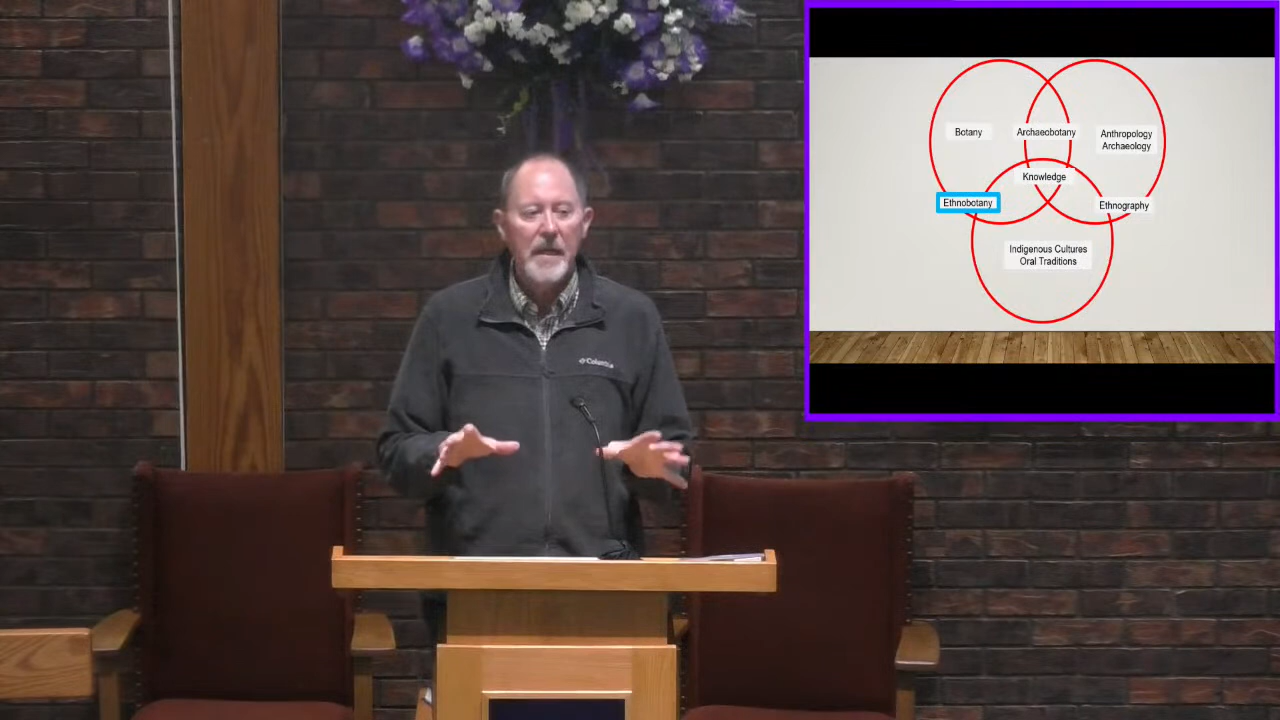 Botany
Archaeobotany
Anthropology
Archaeology
Knowledge
Ethnobotany
Ethnography
Indigenous Cultures
Oral Traditions
Columbia